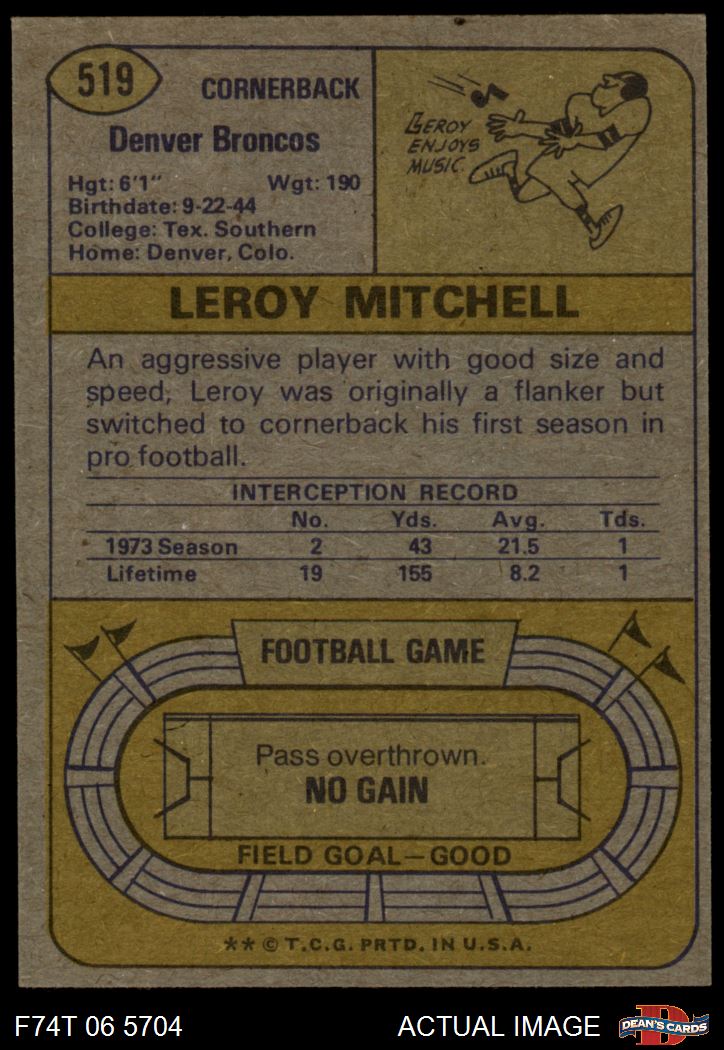 519
CORNERBACK
Denver Broncos
Hgt: 6'1" Wgt: 190
Birthdate: 9-22-44
College: Tex. Southern
Home: Denver, Colo.
LEROY
ENJOYS
MUSIC.
LEROY MITCHELL
An aggressive player with good size and
speed, Leroy was originally a flanker but
switched to cornerback his first season in
pro football.
INTERCEPTION RECORD
No. Yds. Avg. Tds.
1973 Season 2 43 21.5 1
Lifetime 19 155 8.2 1
FOOTBALL GAME
Pass overthrown.
NO GAIN
FIELD GOAL—GOOD
** © T.C.G. PRTD. IN U.S.A.
F74T 06 5704
ACTUAL IMAGE
D
DEAN'S CARDS